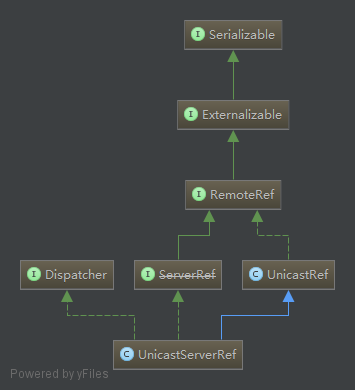 I Serializable
I Externalizable
I RemoteRef
I Dispatcher
I ServerRef
C UnicastRef
C UnicastServerRef
Powered by yFiles